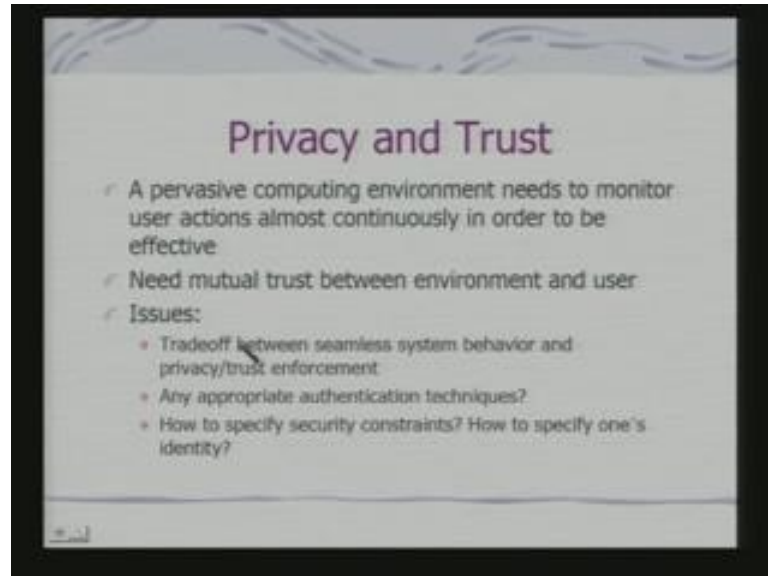 Privacy and Trust
A pervasive computing environment needs to monitor
user actions almost continuously in order to be
effective
Need mutual trust between environment and user
Issues:
Tradeoff between seamless system behavior and
privacy/trust enforcement
Any appropriate authentication techniques?
How to specify security constraints? How to specify one's
identity?